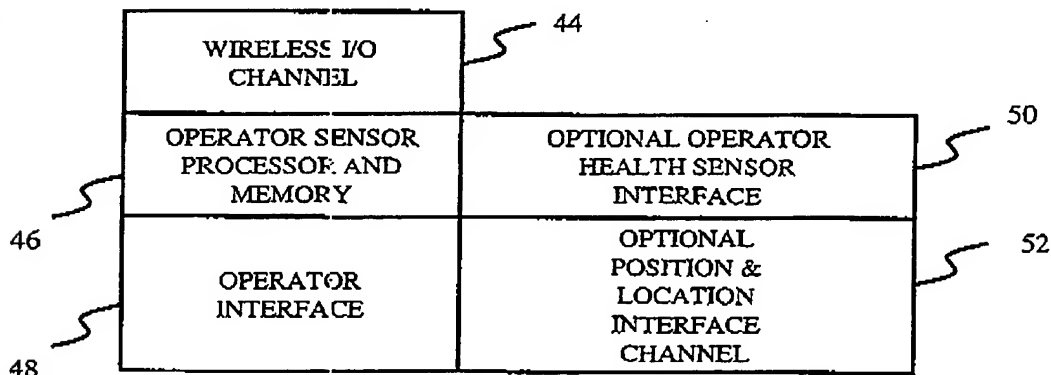 44
WIRELESS I/O
CHANNEL
50
OPERATOR SENSOR
PROCESSOR AND
MEMORY
OPTIONAL OPERATOR
HEALTH SENSOR
INTERFACE
46
52
OPERATOR
INTERFACE
OPTIONAL
POSITION &
LOCATION
INTERFACE
CHANNEL
48